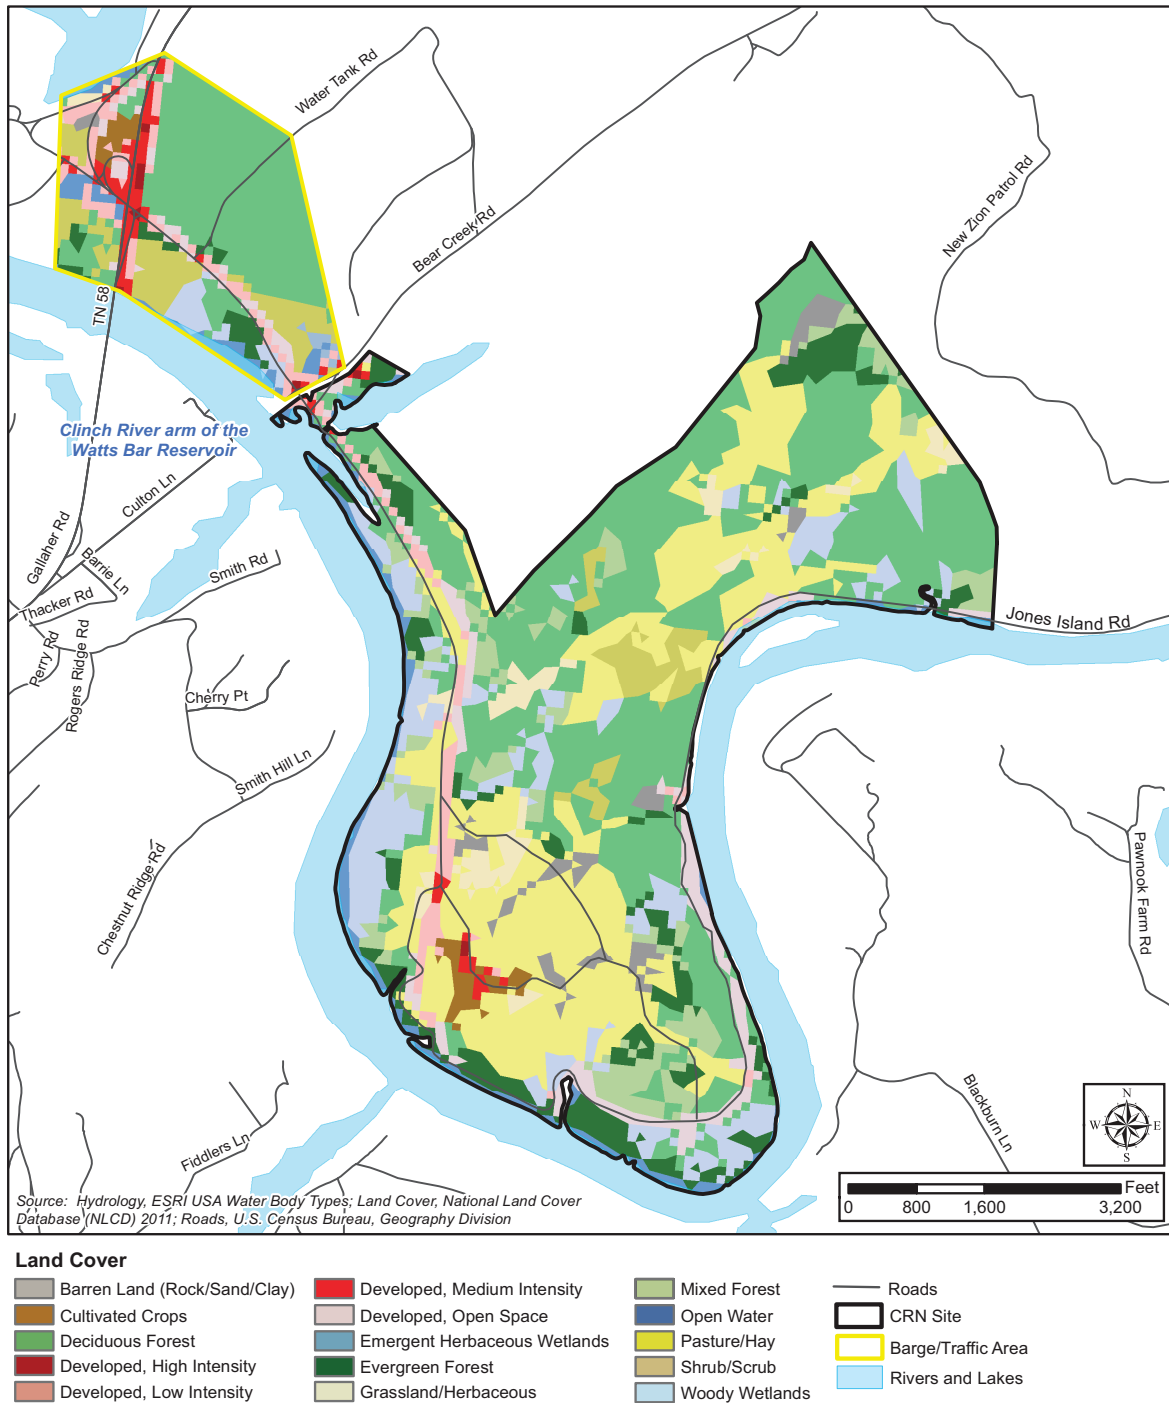 Water Tank Rd
Bear Creek Rd
New Zion Patrol Rd
TN 58
Clinch River arm of the
Watts Bar Reservoir
Culton Ln
Gallaher Rd
Barrie Ln
Smith Rd
Thacker Rd
Perry Rd
Rogers Ridge Rd
Jones Island Rd
Cherry Pt
Smith Hill Ln
Chestnut Ridge Rd
Pawnook Farm Rd
Blackburn Ln
Fiddlers Ln
N
W E
S
Source: Hydrology, ESRI USA Water Body Types; Land Cover, National Land Cover
Database (NLCD) 2011; Roads, U.S. Census Bureau, Geography Division
Feet
0 800 1,600 3,200
Land Cover
Barren Land (Rock/Sand/Clay)
Cultivated Crops
Deciduous Forest
Developed, High Intensity
Developed, Low Intensity
Developed, Medium Intensity
Developed, Open Space
Emergent Herbaceous Wetlands
Evergreen Forest
Grassland/Herbaceous
Mixed Forest
Open Water
Pasture/Hay
Shrub/Scrub
Woody Wetlands
Roads
CRN Site
Barge/Traffic Area
Rivers and Lakes